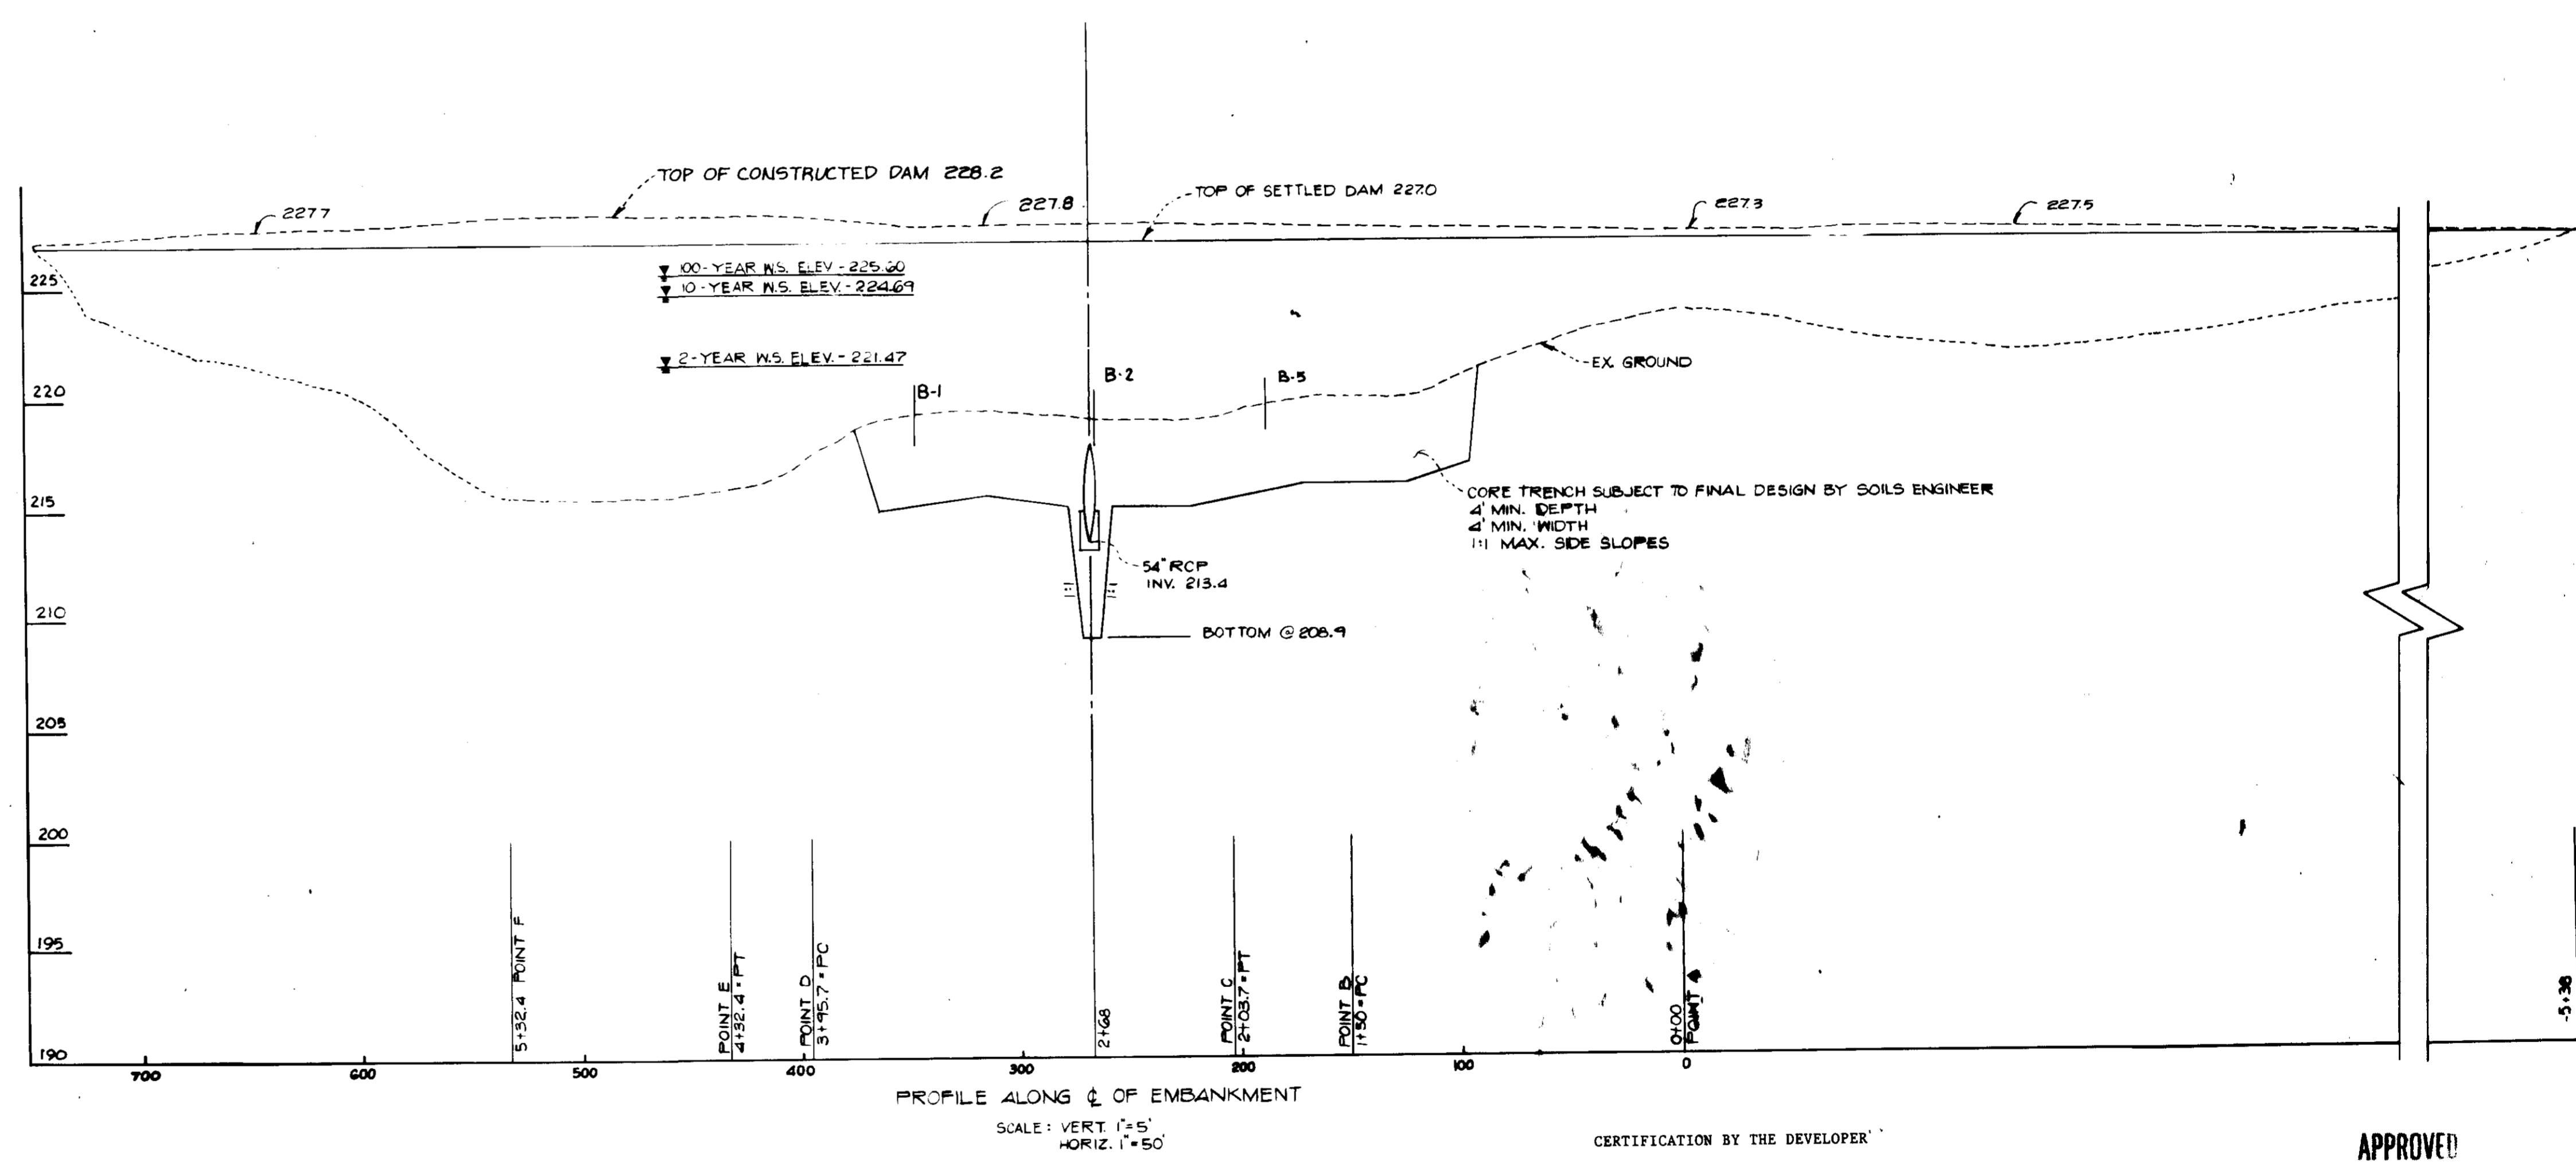 TOP OF CONSTRUCTED DAM 228.2
TOP OF SETTLED DAM 227.0
227.7
227.8
227.3
227.5
100-YEAR W.S. ELEV - 225.60
10-YEAR W.S. ELEV. - 224.69
2-YEAR W.S. ELEV. - 221.47
225
220
215
210
205
200
195
190
B-1
B-2
B-5
EX. GROUND
CORE TRENCH SUBJECT TO FINAL DESIGN BY SOILS ENGINEER
4' MIN. DEPTH
4' MIN. WIDTH
1:1 MAX. SIDE SLOPES
54" RCP
INV. 213.4
BOTTOM @ 208.9
5+32.4 POINT F
POINT E
4+32.4 = PT
POINT D
3+95.7 = PC
2+68
POINT C
2+03.7 = PT
POINT B
1+50 = PC
0+00
POINT A
-5+38
700
600
500
400
300
200
100
0
PROFILE ALONG ℄ OF EMBANKMENT
SCALE: VERT. 1"=5'
HORIZ. 1"=50'
CERTIFICATION BY THE DEVELOPER
APPROVED